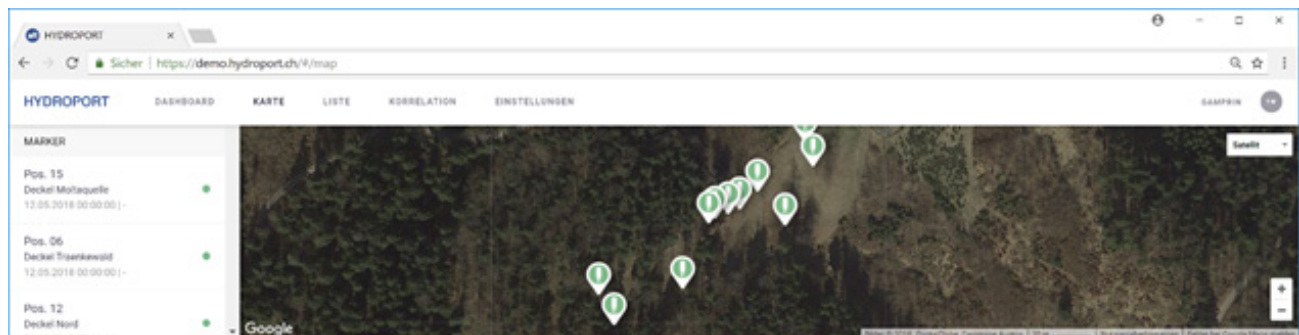 HYDROPORT
Sicher | https://demo.hydroport.ch/#/map
HYDROPORT DASHBOARD KARTE LISTE KORRELATION EINSTELLUNGEN GAMPRIN
MARKER
Satellit
Pos. 15
Deckel Moltaquelle
12.05.2018 00:00:00 | -
Pos. 06
Deckel Traenkewald
12.05.2018 00:00:00 | -
Pos. 12
Deckel Nord
Google